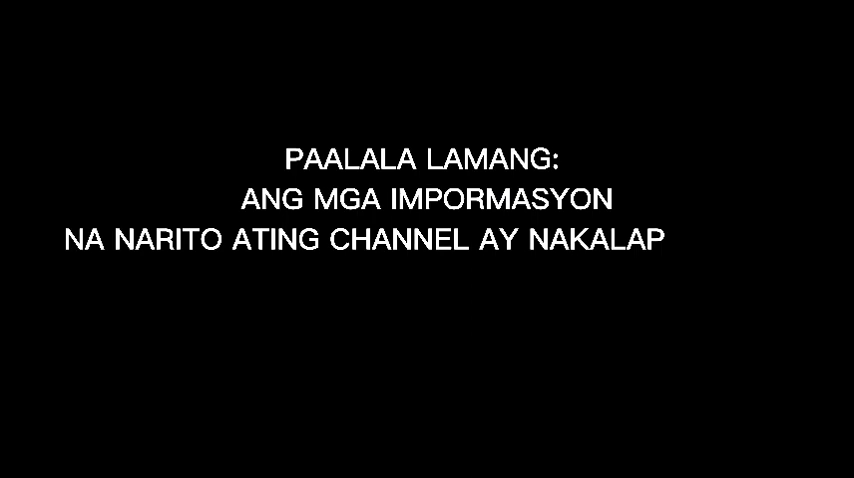 PAALALA LAMANG:
ANG MGA IMPORMASYON
NA NARITO ATING CHANNEL AY NAKALAP